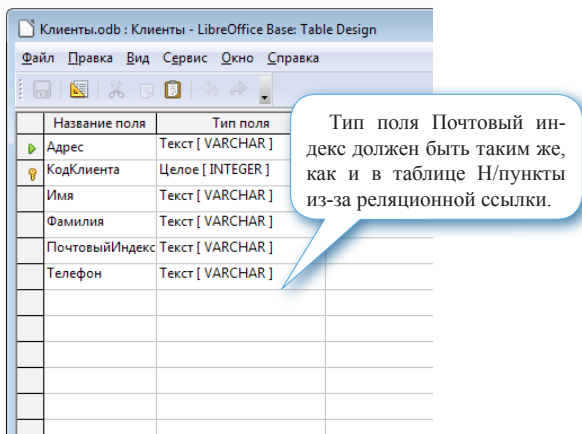 Клиенты.odb : Клиенты - LibreOffice Base: Table Design
Файл Правка Вид Сервис Окно Справка
Название поля Тип поля
Адрес Текст [ VARCHAR ]
КодКлиента Целое [ INTEGER ]
Имя Текст [ VARCHAR ]
Фамилия Текст [ VARCHAR ]
ПочтовыйИндекс Текст [ VARCHAR ]
Телефон Текст [ VARCHAR ]
Тип поля Почтовый ин-
декс должен быть таким же,
как и в таблице Н/пункты
из-за реляционной ссылки.